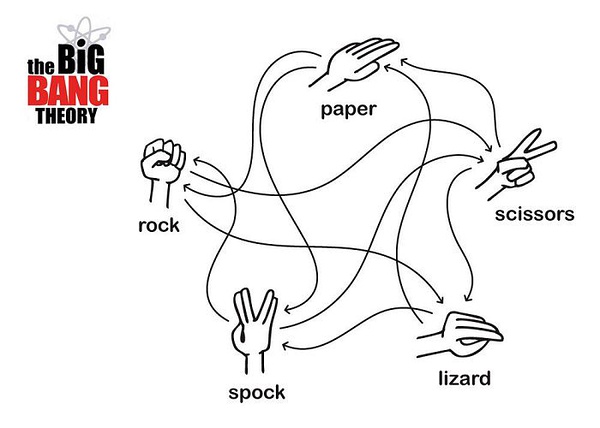 the BiG
BANG
THEORY
paper
rock
scissors
spock
lizard